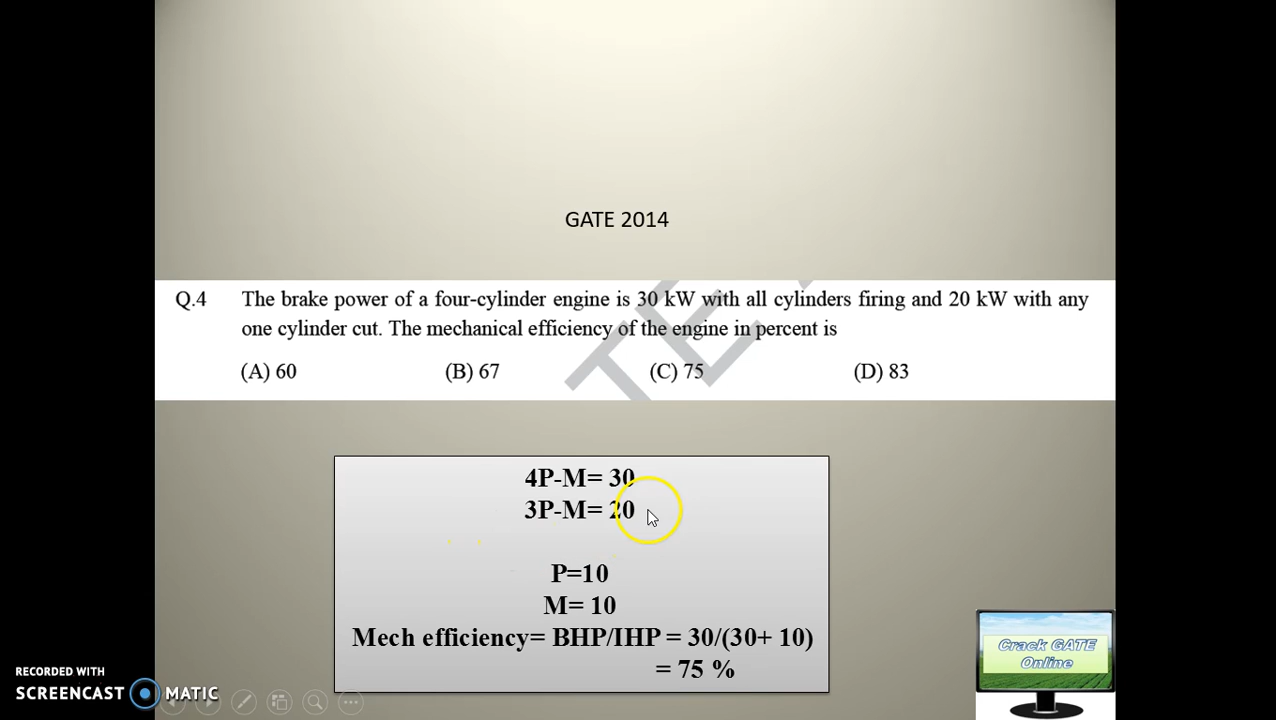 GATE 2014
Q.4 The brake power of a four-cylinder engine is 30 kW with all cylinders firing and 20 kW with any
one cylinder cut. The mechanical efficiency of the engine in percent is
(A) 60 (B) 67 (C) 75 (D) 83
4P-M= 30
3P-M= 20
P=10
M= 10
Mech efficiency= BHP/IHP = 30/(30+ 10)
= 75 %
Crack GATE
Online
RECORDED WITH
SCREENCAST MATIC